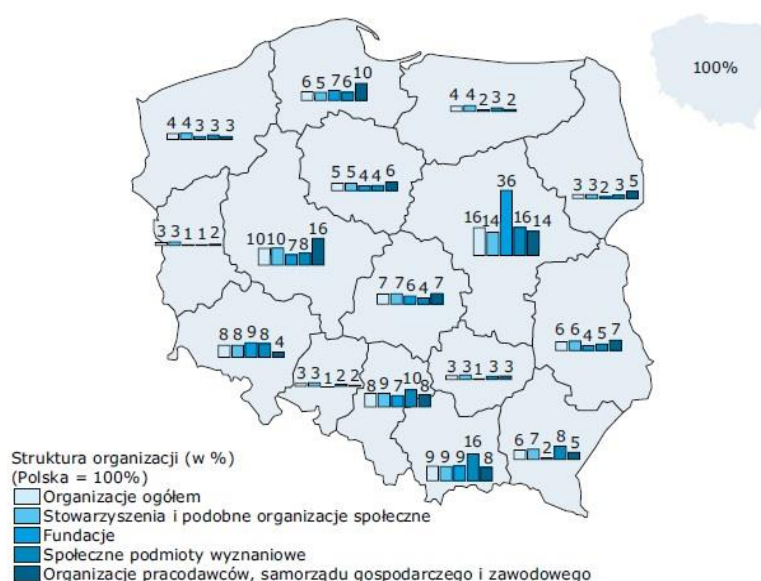 100%
6 5 7 6 10
4 4 2 3 2
4 4 3 3 3
5 5 4 4 6
36
16 14 16 14
3 3 2 3 5
3 3 1 1 2
16
10 10 7 8
7 7 6 4 7
8 8 9 8 4
6 6 4 5 7
3 3 1 2 2
8 9 7 10 8
3 3 1 3 3
16
9 9 9 8
6 7 2 8 5
Struktura organizacji (w %)
(Polska = 100%)
Organizacje ogółem
Stowarzyszenia i podobne organizacje społeczne
Fundacje
Społeczne podmioty wyznaniowe
Organizacje pracodawców, samorządu gospodarczego i zawodowego